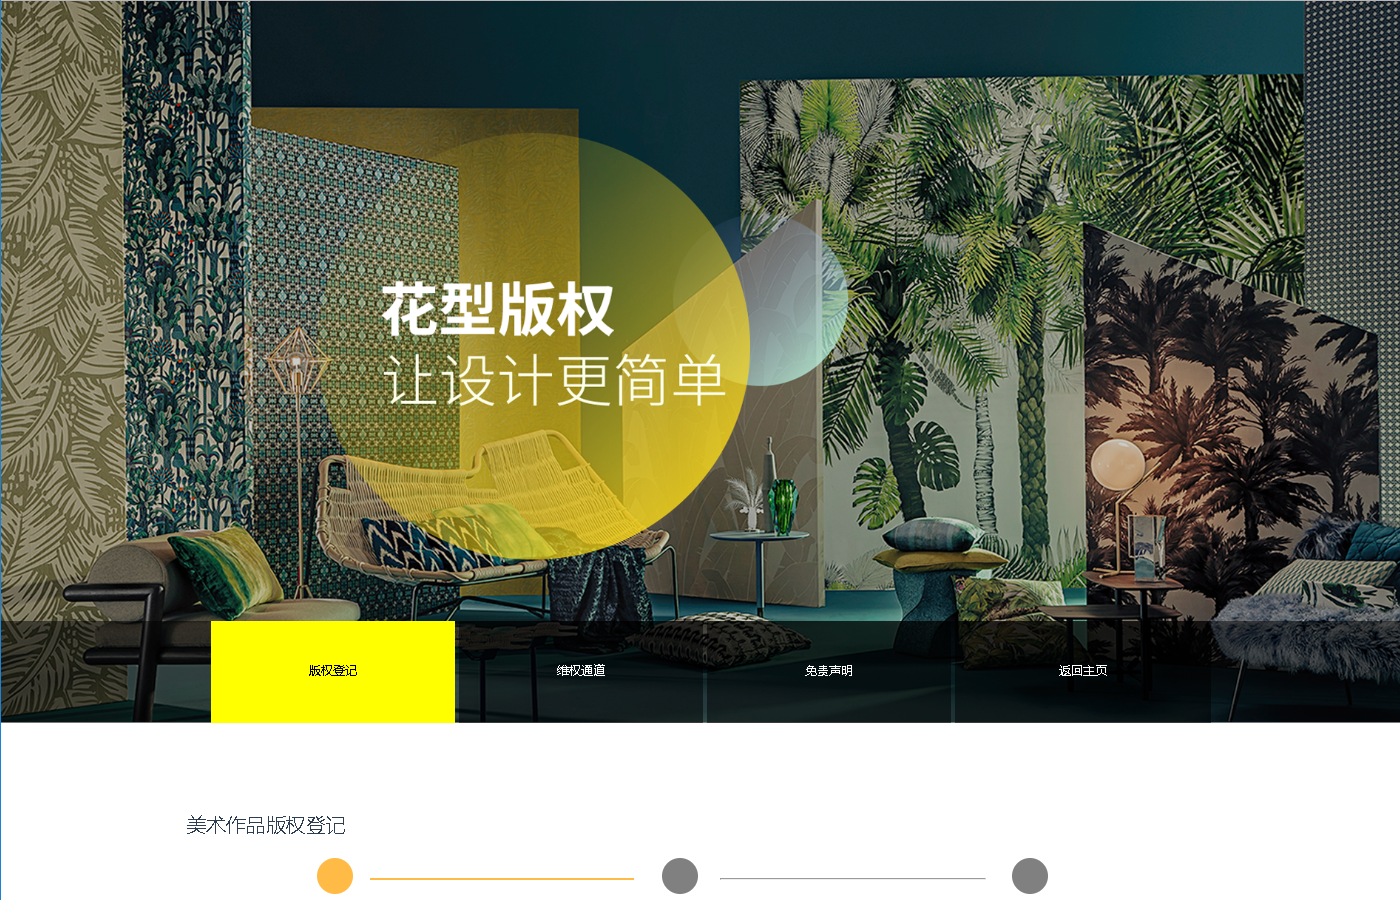 花型版权
让设计更简单
版权登记
维权通道
免责声明
返回主页
美术作品版权登记